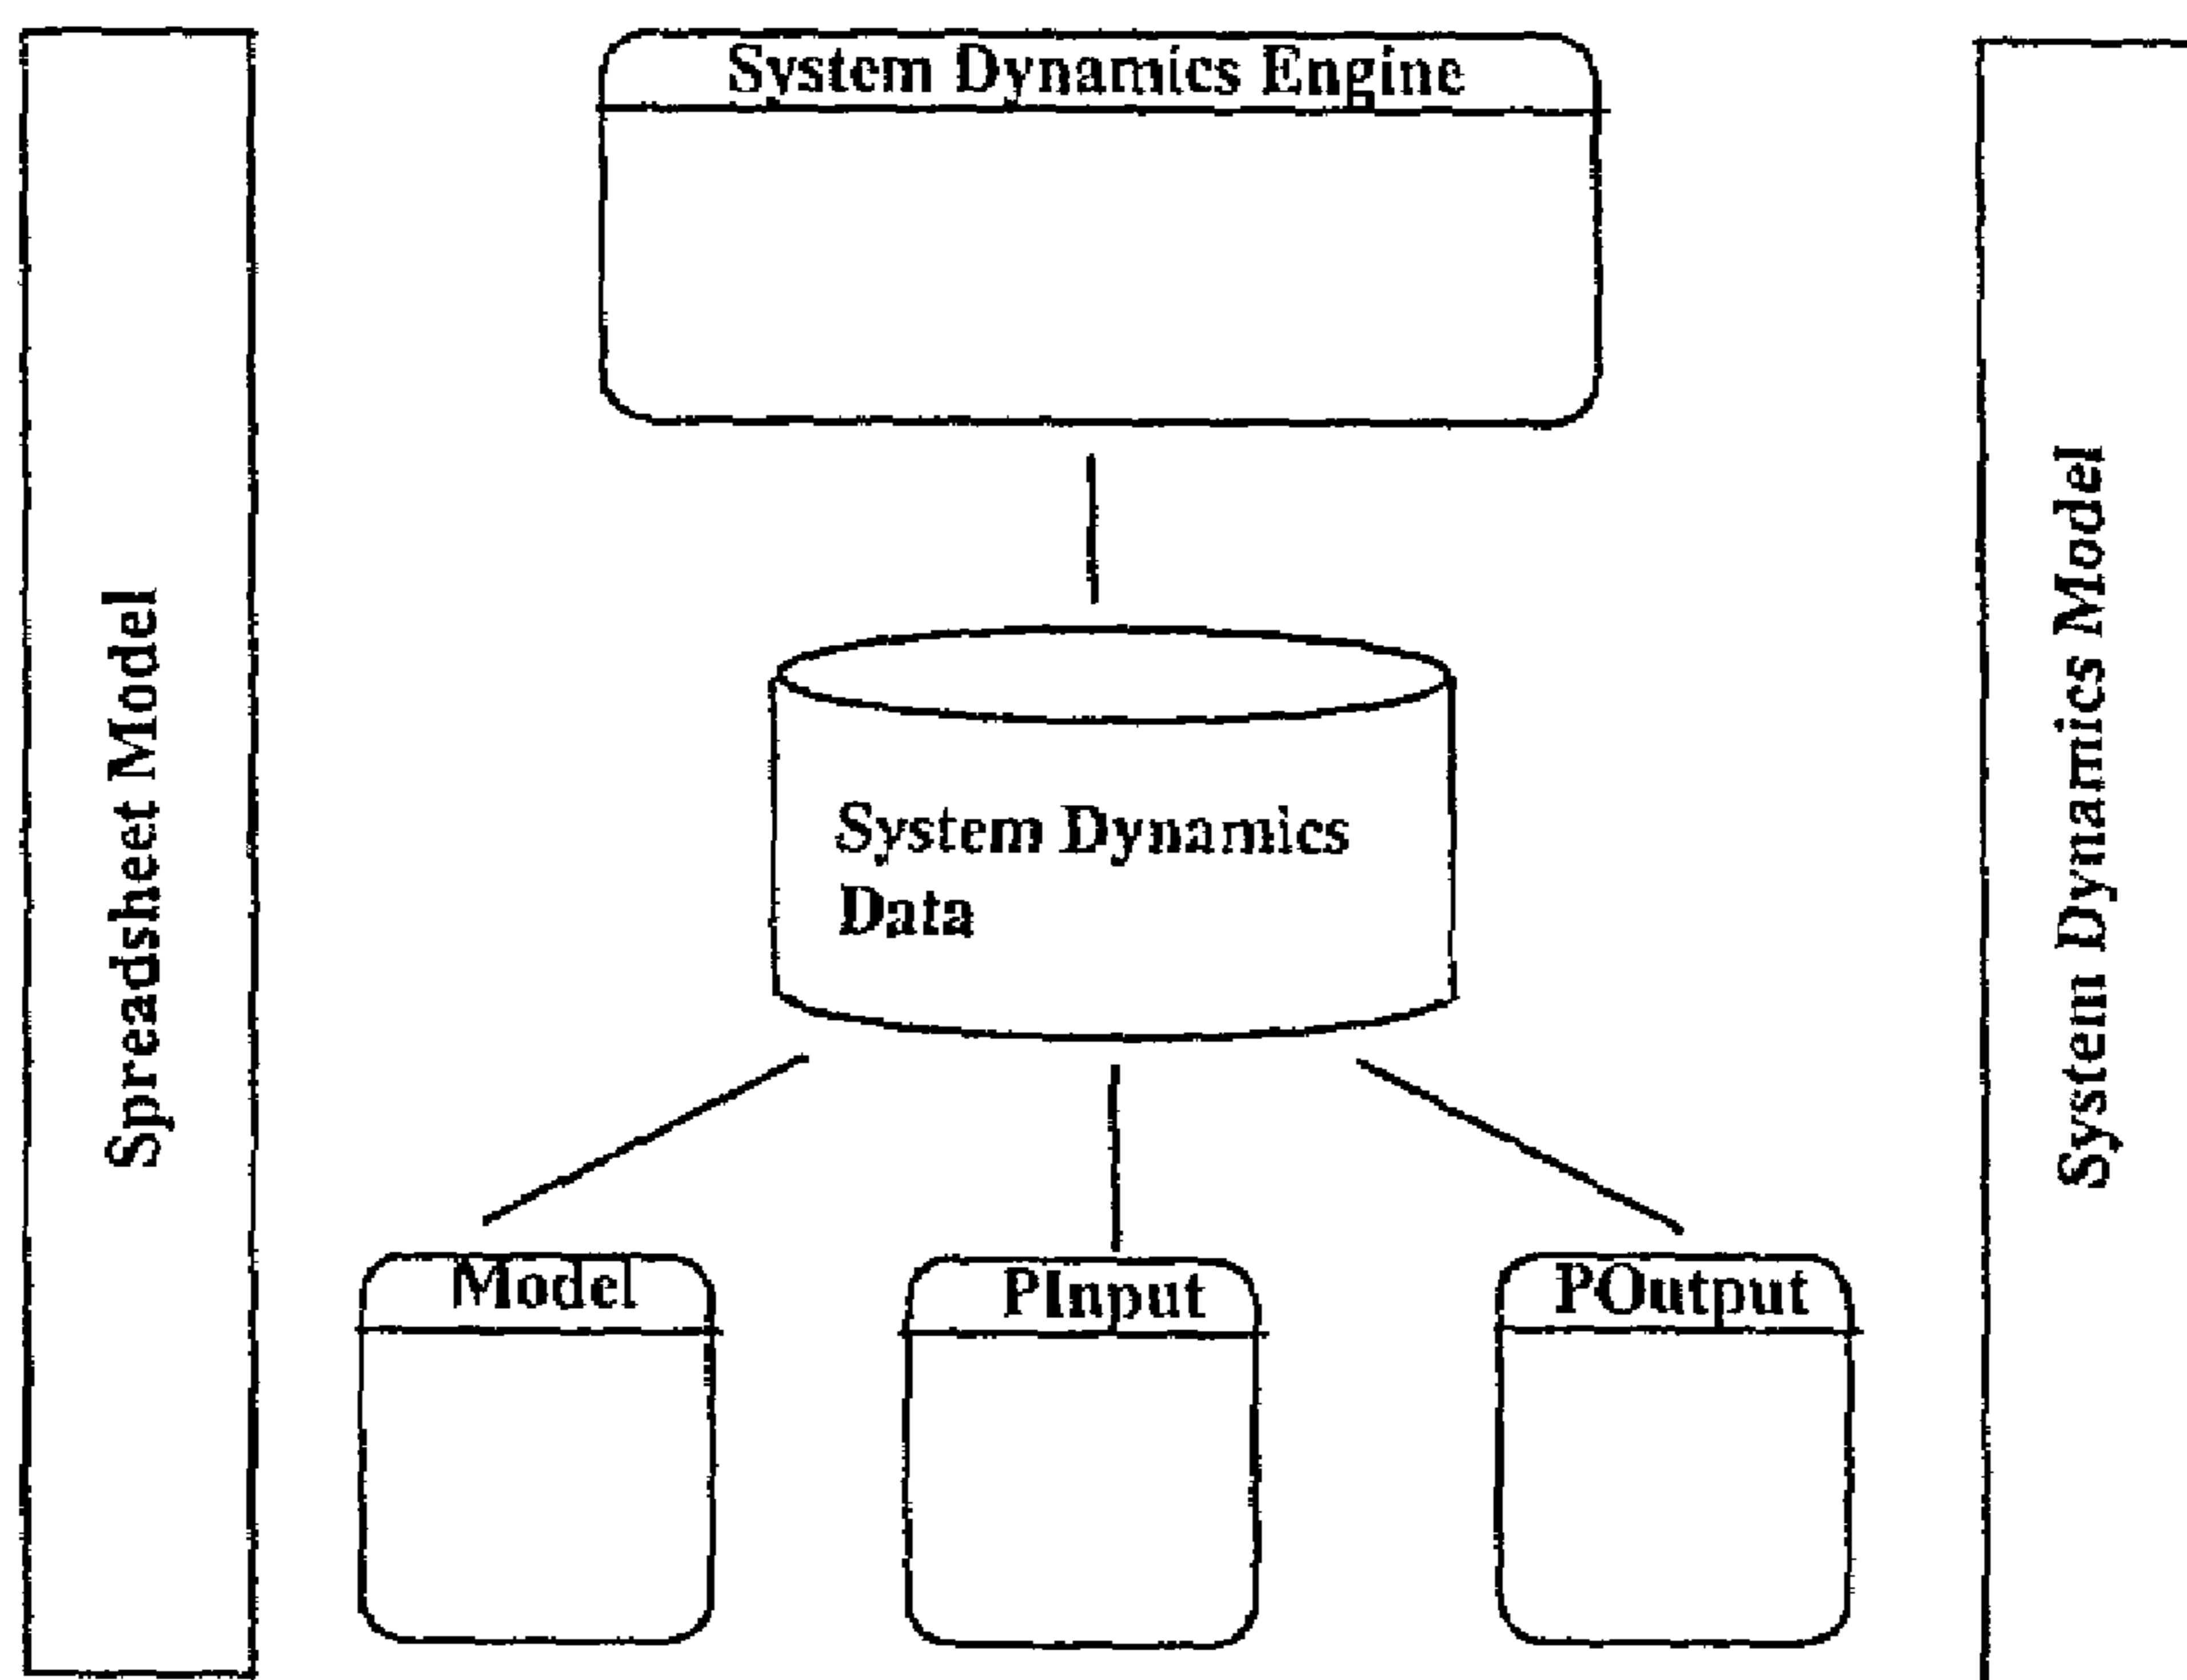 System Dynamics Engine
Spreadsheet Model
System Dynamics Model
System Dynamics
Data
Model
PInput
POutput